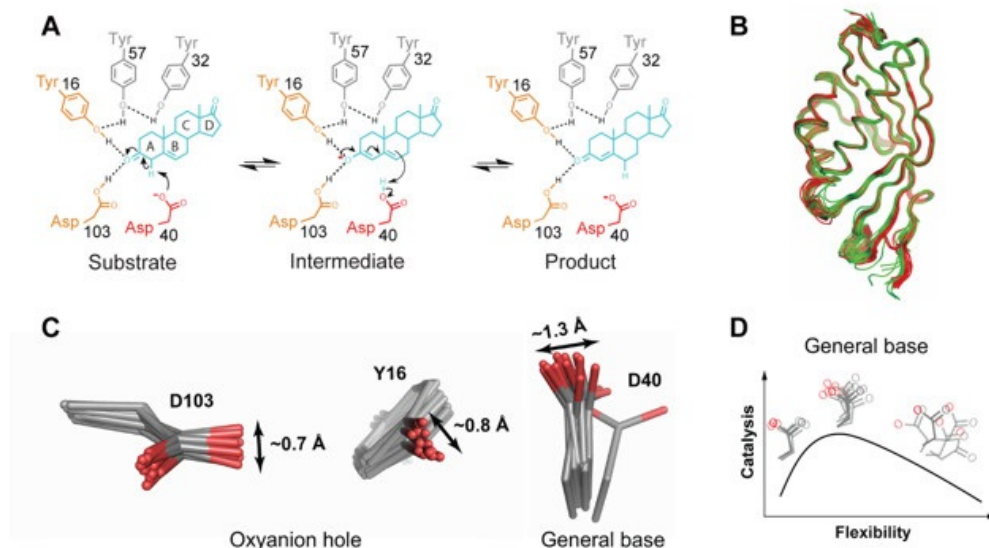 A
Tyr
57
Tyr
32
Tyr
16
O
H
O
H
O
H
O
C
D
A
B
H
O
H
O
O
O
O
Asp
103
Asp
40
Substrate
Tyr
57
Tyr
32
Tyr
16
O
H
O
H
O
H
O
O
H
H
O
O
O
O
Asp
103
Asp
40
Intermediate
Tyr
57
Tyr
32
Tyr
16
O
H
O
H
O
H
O
O
H
H
O
O
O
O
Asp
103
Asp
40
Product
B
C
D103
~0.7 Å
Y16
~0.8 Å
Oxyanion hole
~1.3 Å
D40
General base
D
General base
Catalysis
Flexibility